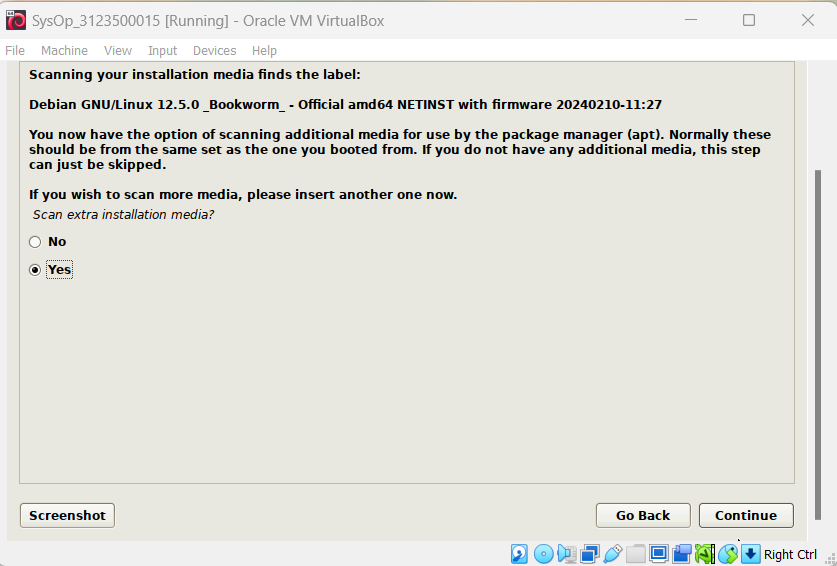 SysOp_3123500015 [Running] - Oracle VM VirtualBox
File Machine View Input Devices Help
Scanning your installation media finds the label:
Debian GNU/Linux 12.5.0 _Bookworm_ - Official amd64 NETINST with firmware 20240210-11:27
You now have the option of scanning additional media for use by the package manager (apt). Normally these
should be from the same set as the one you booted from. If you do not have any additional media, this step
can just be skipped.
If you wish to scan more media, please insert another one now.
Scan extra installation media?
No
Yes
Screenshot Go Back Continue
Right Ctrl